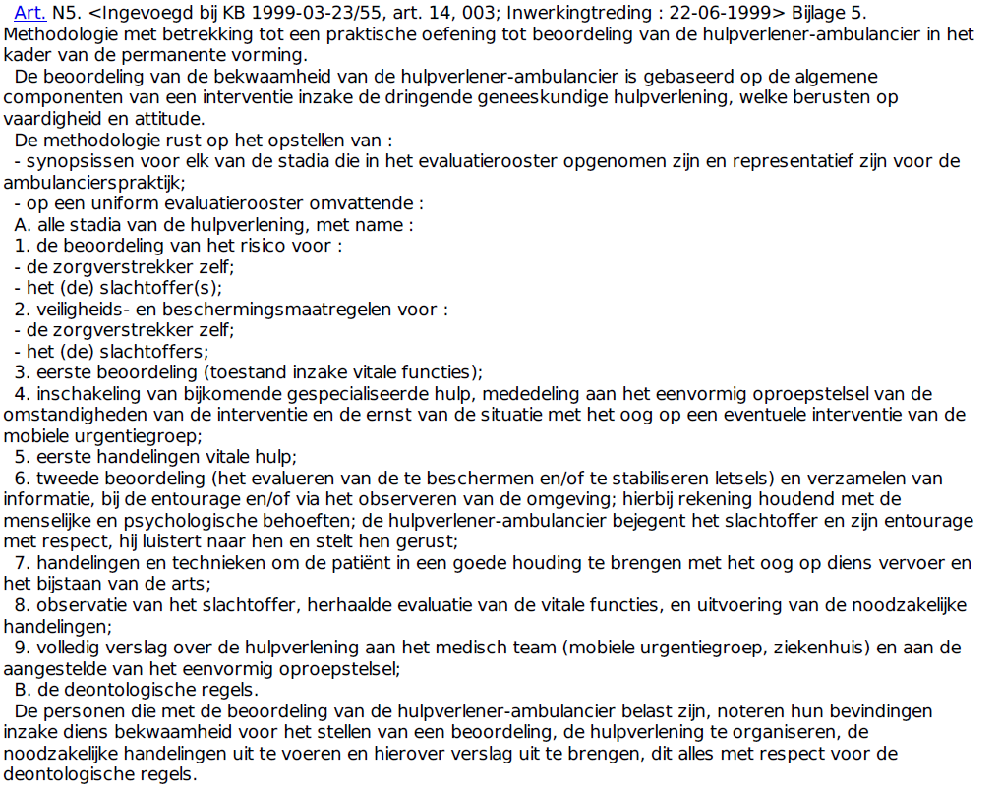 Art. N5. <Ingevoegd bij KB 1999-03-23/55, art. 14, 003; Inwerkingtreding : 22-06-1999> Bijlage 5.
Methodologie met betrekking tot een praktische oefening tot beoordeling van de hulpverlener-ambulancier in het
kader van de permanente vorming.
De beoordeling van de bekwaamheid van de hulpverlener-ambulancier is gebaseerd op de algemene
componenten van een interventie inzake de dringende geneeskundige hulpverlening, welke berusten op
vaardigheid en attitude.
De methodologie rust op het opstellen van :
- synopsissen voor elk van de stadia die in het evaluatierooster opgenomen zijn en representatief zijn voor de
ambulancierspraktijk;
- op een uniform evaluatierooster omvattende :
A. alle stadia van de hulpverlening, met name :
1. de beoordeling van het risico voor :
- de zorgverstrekker zelf;
- het (de) slachtoffer(s);
2. veiligheids- en beschermingsmaatregelen voor :
- de zorgverstrekker zelf;
- het (de) slachtoffers;
3. eerste beoordeling (toestand inzake vitale functies);
4. inschakeling van bijkomende gespecialiseerde hulp, mededeling aan het eenvormig oproepstelsel van de
omstandigheden van de interventie en de ernst van de situatie met het oog op een eventuele interventie van de
mobiele urgentiegroep;
5. eerste handelingen vitale hulp;
6. tweede beoordeling (het evalueren van de te beschermen en/of te stabiliseren letsels) en verzamelen van
informatie, bij de entourage en/of via het observeren van de omgeving; hierbij rekening houdend met de
menselijke en psychologische behoeften; de hulpverlener-ambulancier bejegent het slachtoffer en zijn entourage
met respect, hij luistert naar hen en stelt hen gerust;
7. handelingen en technieken om de patiënt in een goede houding te brengen met het oog op diens vervoer en
het bijstaan van de arts;
8. observatie van het slachtoffer, herhaalde evaluatie van de vitale functies, en uitvoering van de noodzakelijke
handelingen;
9. volledig verslag over de hulpverlening aan het medisch team (mobiele urgentiegroep, ziekenhuis) en aan de
aangestelde van het eenvormig oproepstelsel;
B. de deontologische regels.
De personen die met de beoordeling van de hulpverlener-ambulancier belast zijn, noteren hun bevindingen
inzake diens bekwaamheid voor het stellen van een beoordeling, de hulpverlening te organiseren, de
noodzakelijke handelingen uit te voeren en hierover verslag uit te brengen, dit alles met respect voor de
deontologische regels.